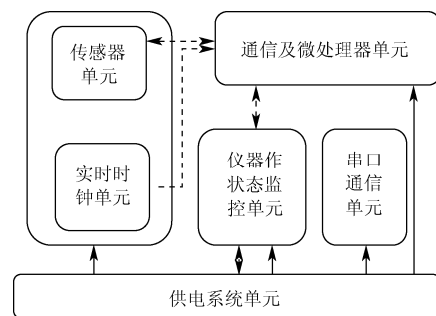 传感器
单元
通信及微处理器单元
实时时
钟单元
仪器作
状态监
控单元
串口
通信
单元
供电系统单元